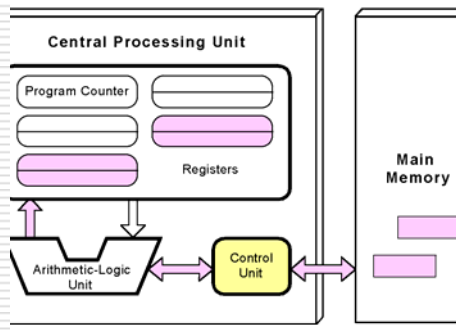 Central Processing Unit
Program Counter
Registers
Main
Memory
Arithmetic-Logic
Unit
Control
Unit